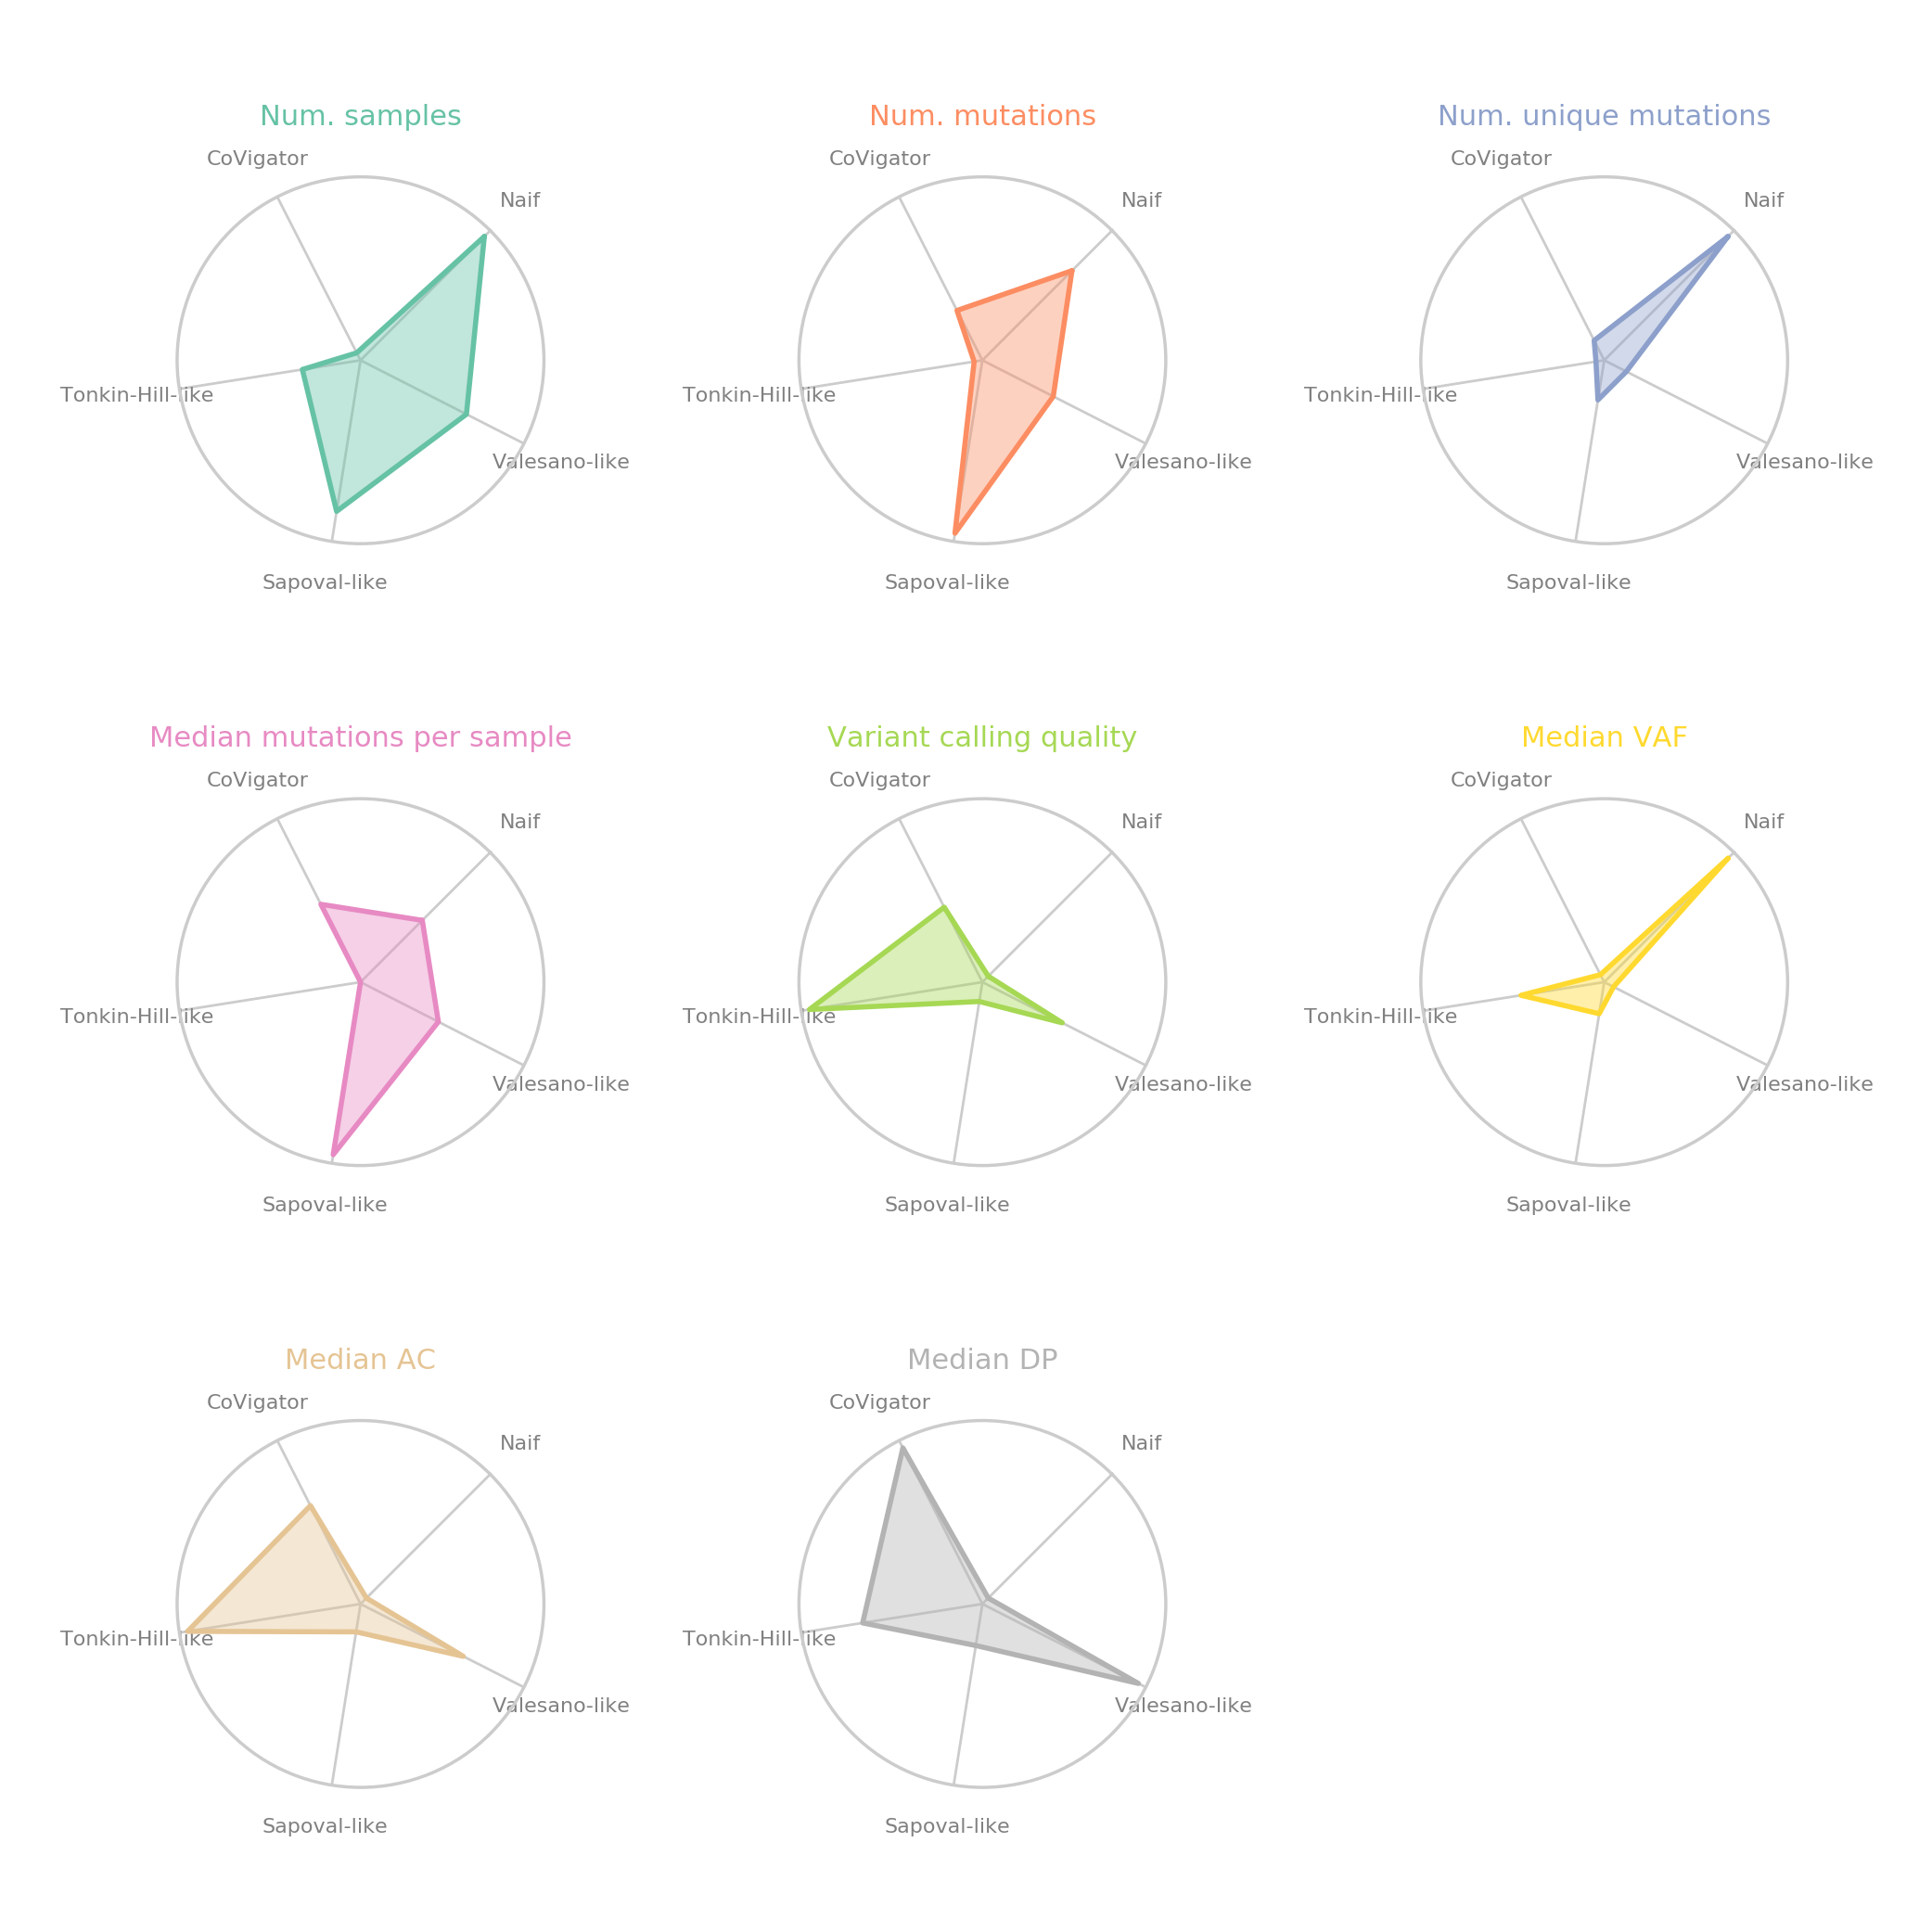 Num. samples
CoVigator
Naif
Tonkin-Hill-like
Valesano-like
Sapoval-like
Num. mutations
CoVigator
Naif
Tonkin-Hill-like
Valesano-like
Sapoval-like
Num. unique mutations
CoVigator
Naif
Tonkin-Hill-like
Valesano-like
Sapoval-like
Median mutations per sample
CoVigator
Naif
Tonkin-Hill-like
Valesano-like
Sapoval-like
Variant calling quality
CoVigator
Naif
Tonkin-Hill-like
Valesano-like
Sapoval-like
Median VAF
CoVigator
Naif
Tonkin-Hill-like
Valesano-like
Sapoval-like
Median AC
CoVigator
Naif
Tonkin-Hill-like
Valesano-like
Sapoval-like
Median DP
CoVigator
Naif
Tonkin-Hill-like
Valesano-like
Sapoval-like